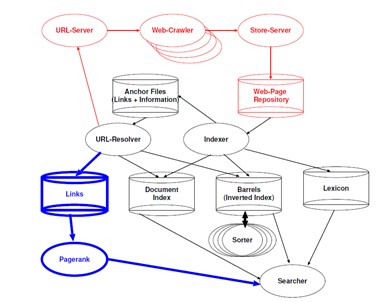 URL-Server
Web-Crawler
Store-Server
Anchor Files
(Links + Information)
Web-Page
Repository
URL-Resolver
Indexer
Links
Document
Index
Barrels
(Inverted Index)
Lexicon
Sorter
Pagerank
Searcher